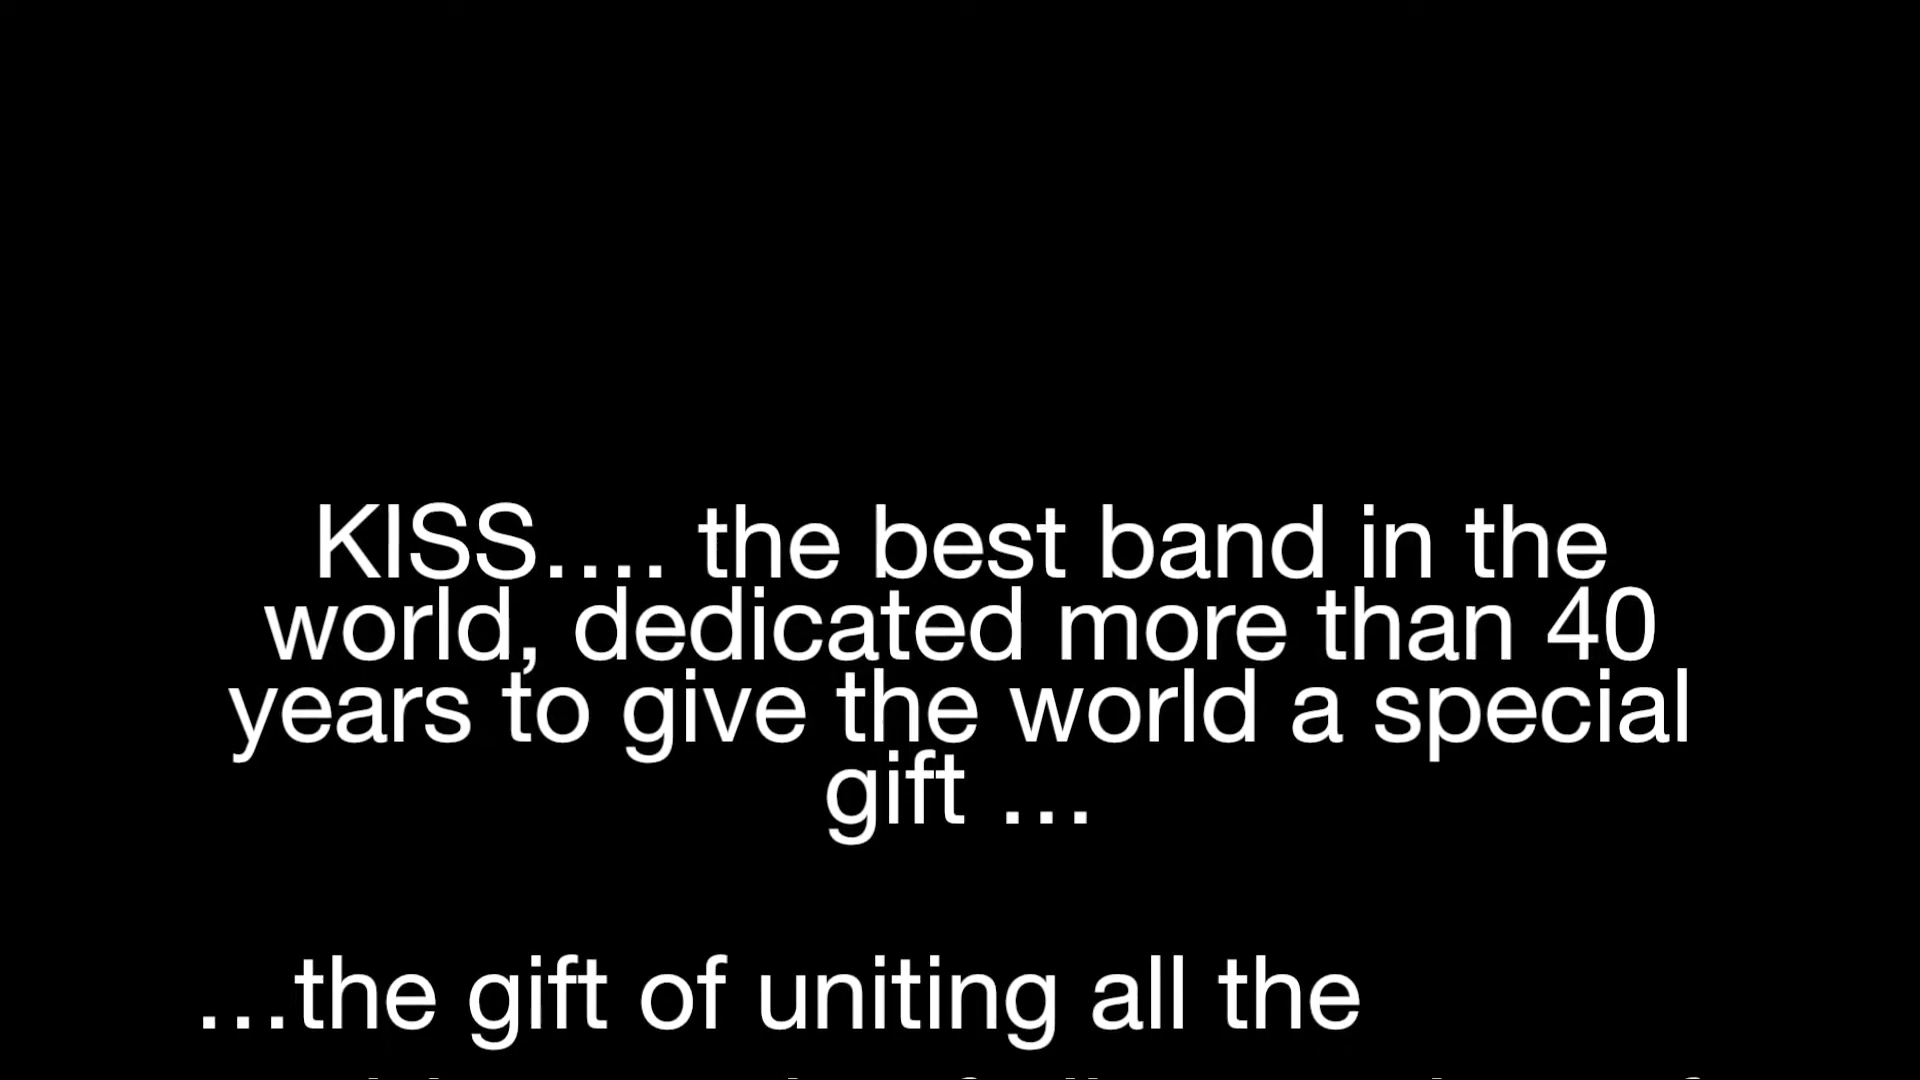 KISS.... the best band in the
world, dedicated more than 40
years to give the world a special
gift ...
...the gift of uniting all the